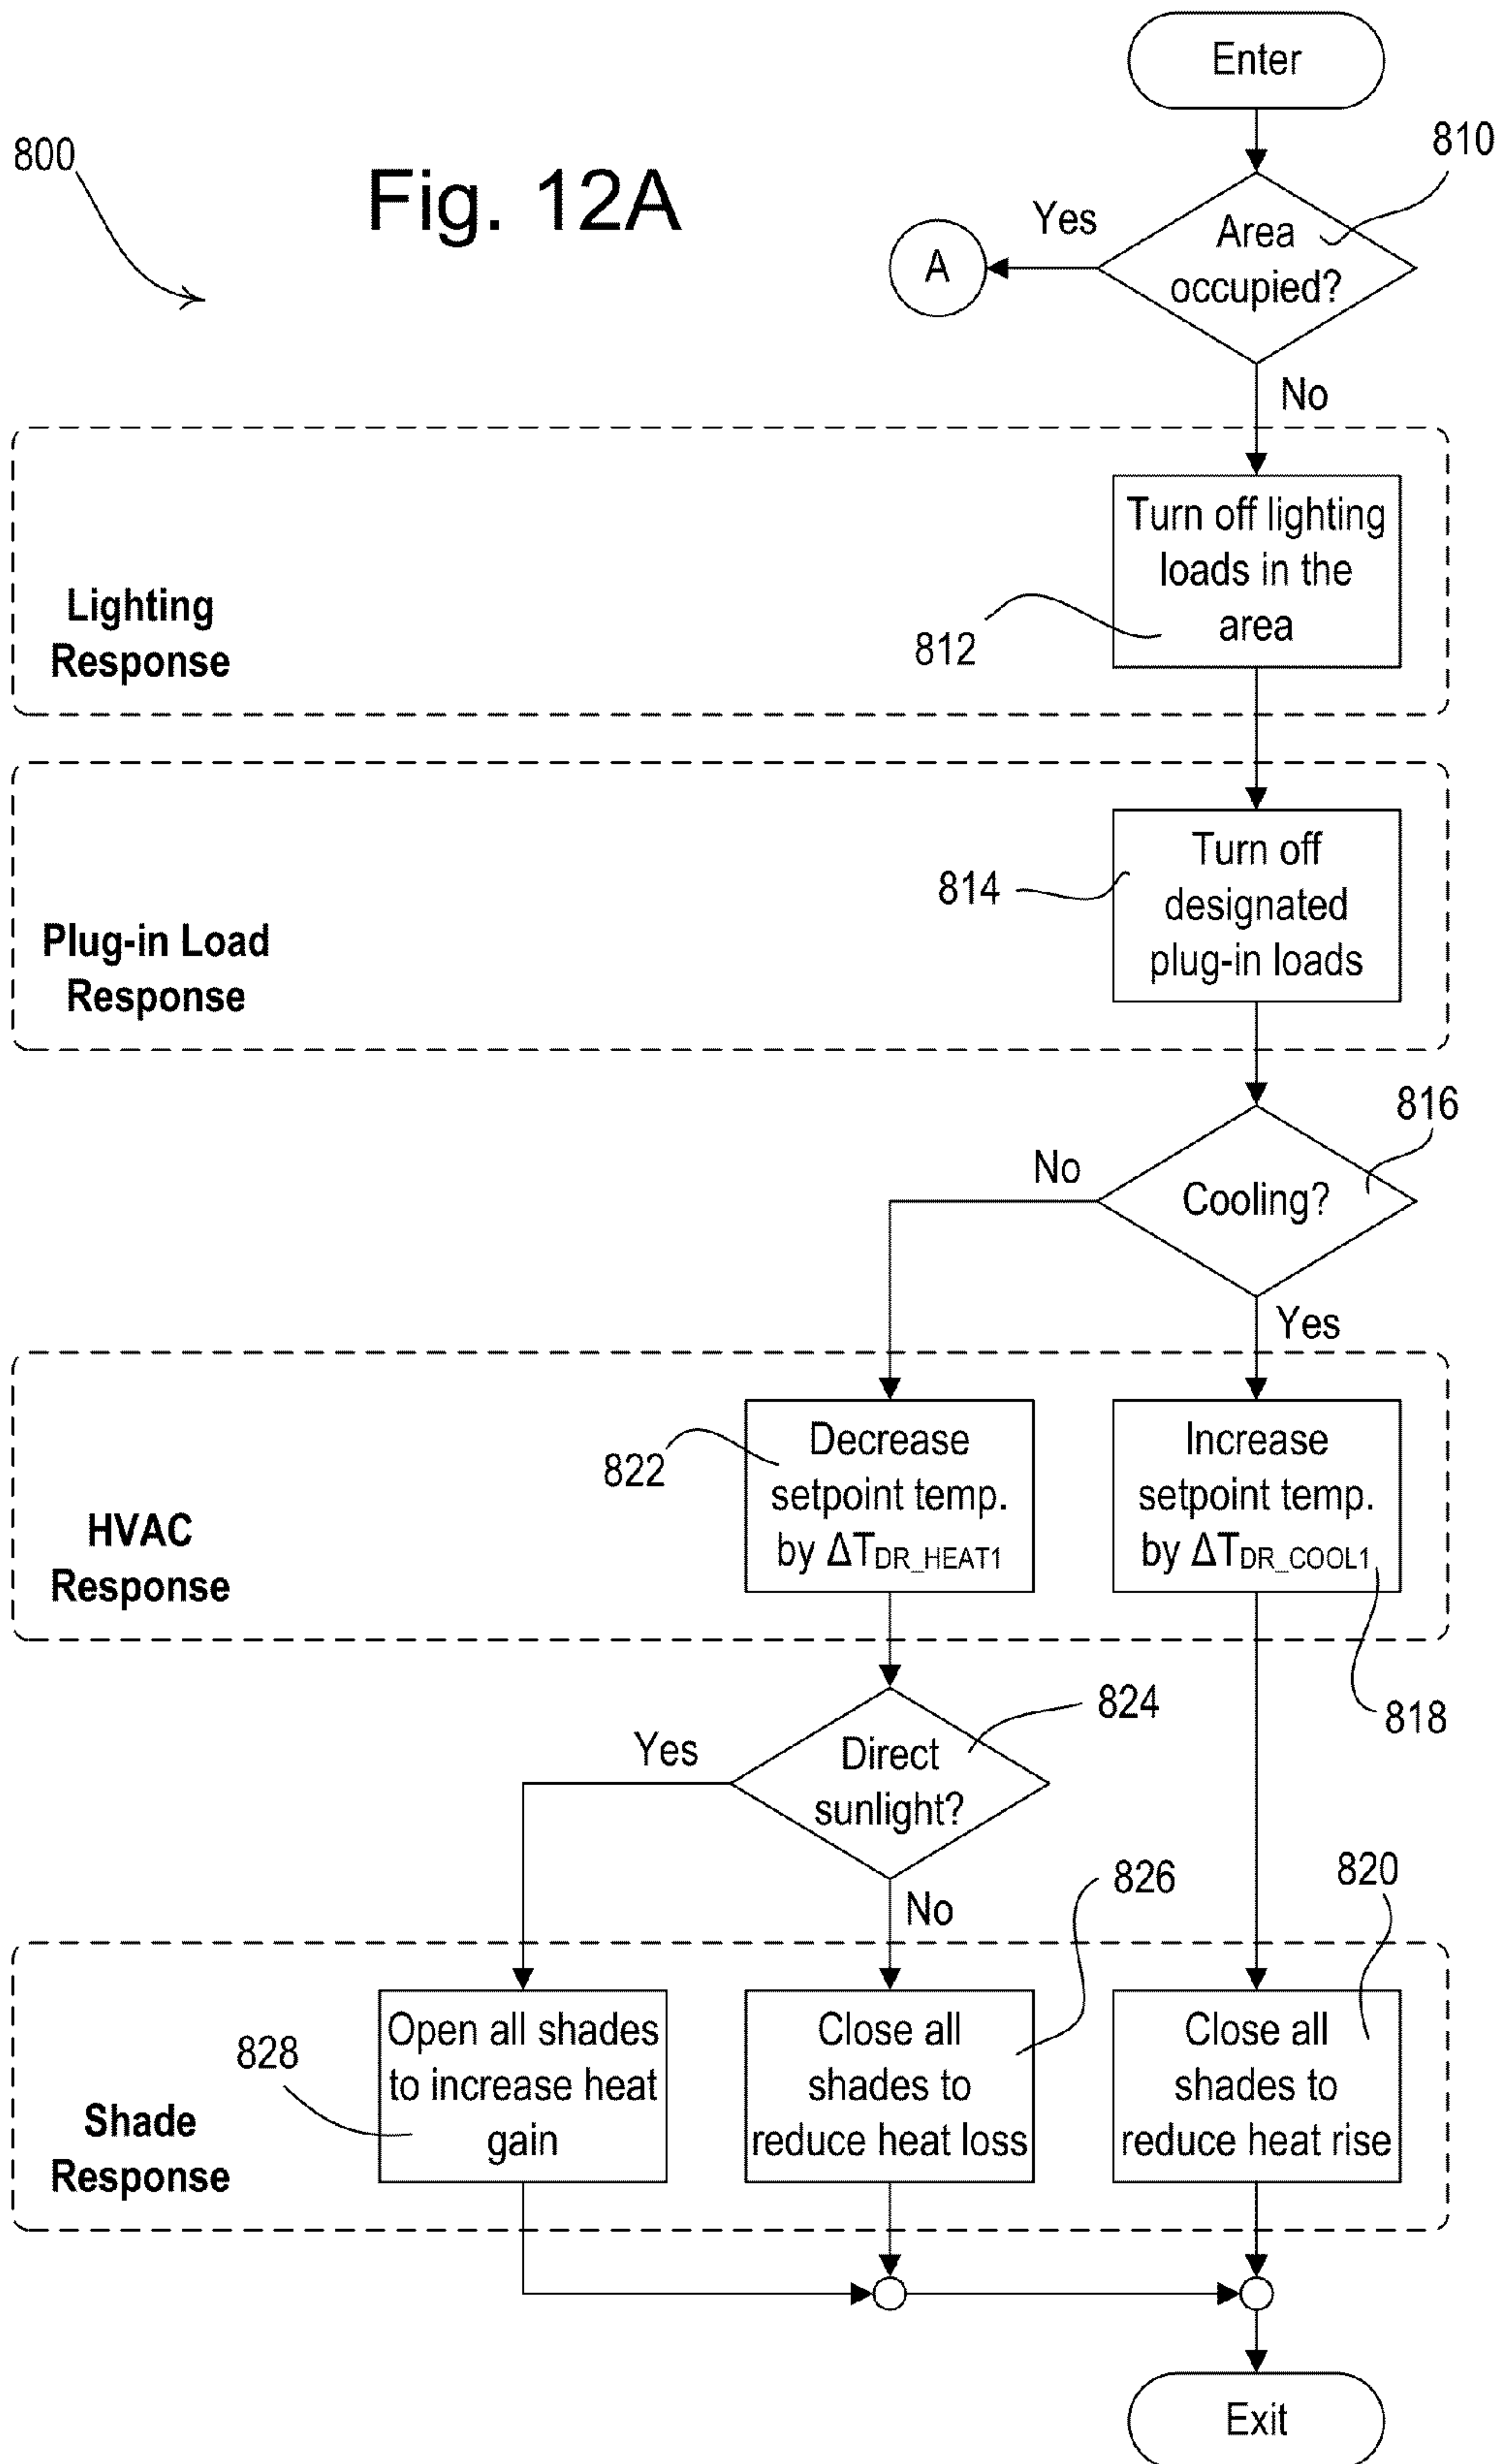 Enter
800
Fig. 12A
810
Yes
A
Area
occupied?
No
Turn off lighting
loads in the
area
Lighting
Response
812
Turn off
designated
plug-in loads
814
Plug-in Load
Response
816
No
Cooling?
Yes
Decrease
setpoint temp.
by ΔTDR_HEAT1
822
Increase
setpoint temp.
by ΔTDR_COOL1
HVAC
Response
824
818
Yes
Direct
sunlight?
826
820
No
Open all shades
to increase heat
gain
828
Close all
shades to
reduce heat loss
Close all
shades to
reduce heat rise
Shade
Response
Exit